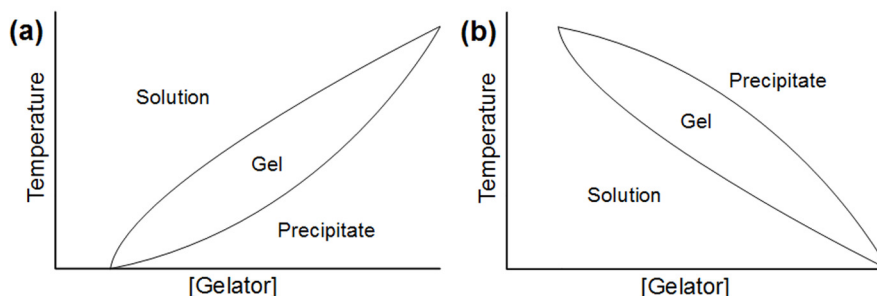 (a)
Temperature
Solution
Gel
Precipitate
[Gelator]
(b)
Temperature
Precipitate
Gel
Solution
[Gelator]